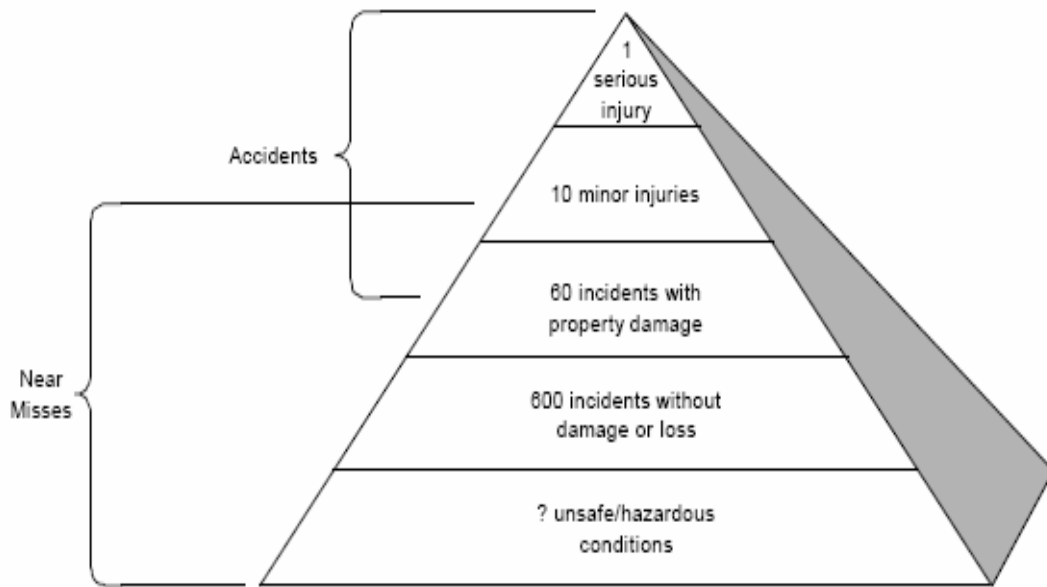 1
serious
injury
Accidents
10 minor injuries
60 incidents with
property damage
Near
Misses
600 incidents without
damage or loss
? unsafe/hazardous
conditions